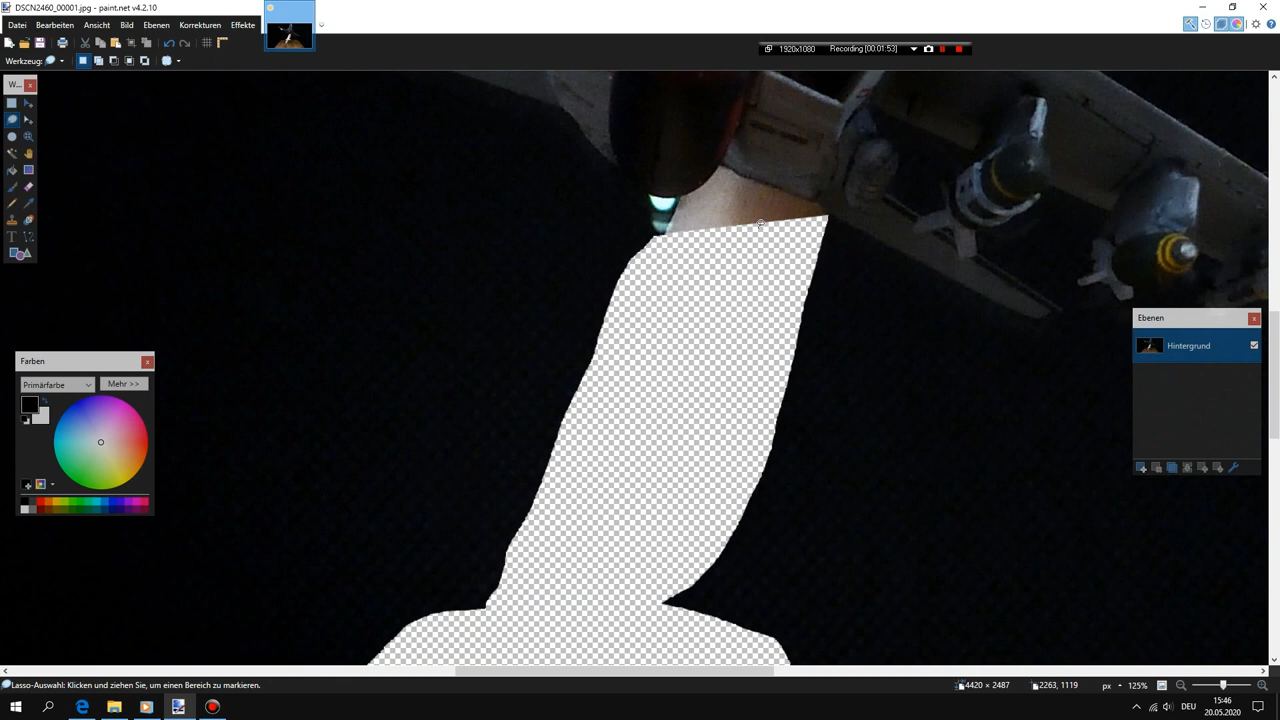 DSCN2460_00001.jpg - paint.net v4.2.10
Datei Bearbeiten Ansicht Bild Ebenen Korrekturen Effekte
1920x1080 Recording [00:01:53]
Werkzeug:
W...
Ebenen
Hintergrund
Farben
Primärfarbe Mehr >>
Lasso-Auswahl: Klicken und ziehen Sie, um einen Bereich zu markieren.
4420 × 2487 2263, 1119 px 125%
DEU
15:46
20.05.2020